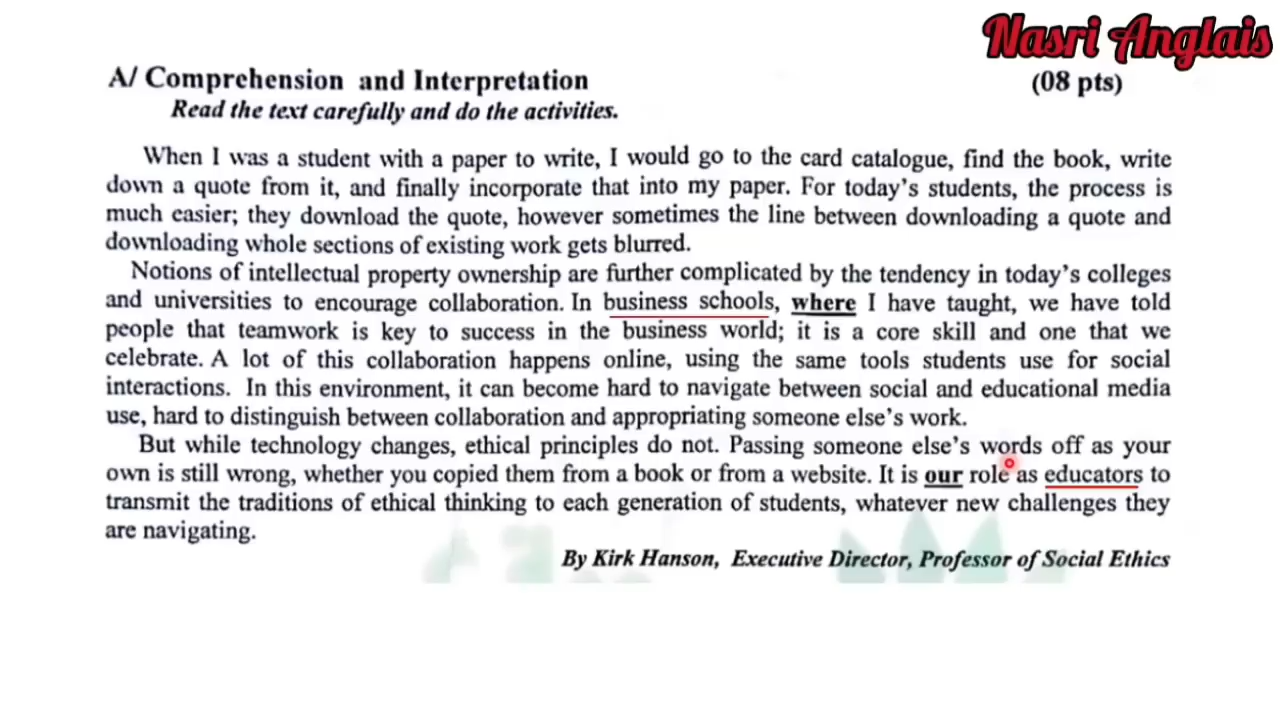 Nasri Anglais
A/ Comprehension and Interpretation (08 pts)
Read the text carefully and do the activities.
When I was a student with a paper to write, I would go to the card catalogue, find the book, write
down a quote from it, and finally incorporate that into my paper. For today's students, the process is
much easier; they download the quote, however sometimes the line between downloading a quote and
downloading whole sections of existing work gets blurred.
Notions of intellectual property ownership are further complicated by the tendency in today's colleges
and universities to encourage collaboration. In business schools, where I have taught, we have told
people that teamwork is key to success in the business world; it is a core skill and one that we
celebrate. A lot of this collaboration happens online, using the same tools students use for social
interactions. In this environment, it can become hard to navigate between social and educational media
use, hard to distinguish between collaboration and appropriating someone else's work.
But while technology changes, ethical principles do not. Passing someone else's words off as your
own is still wrong, whether you copied them from a book or from a website. It is our role as educators to
transmit the traditions of ethical thinking to each generation of students, whatever new challenges they
are navigating.
By Kirk Hanson, Executive Director, Professor of Social Ethics